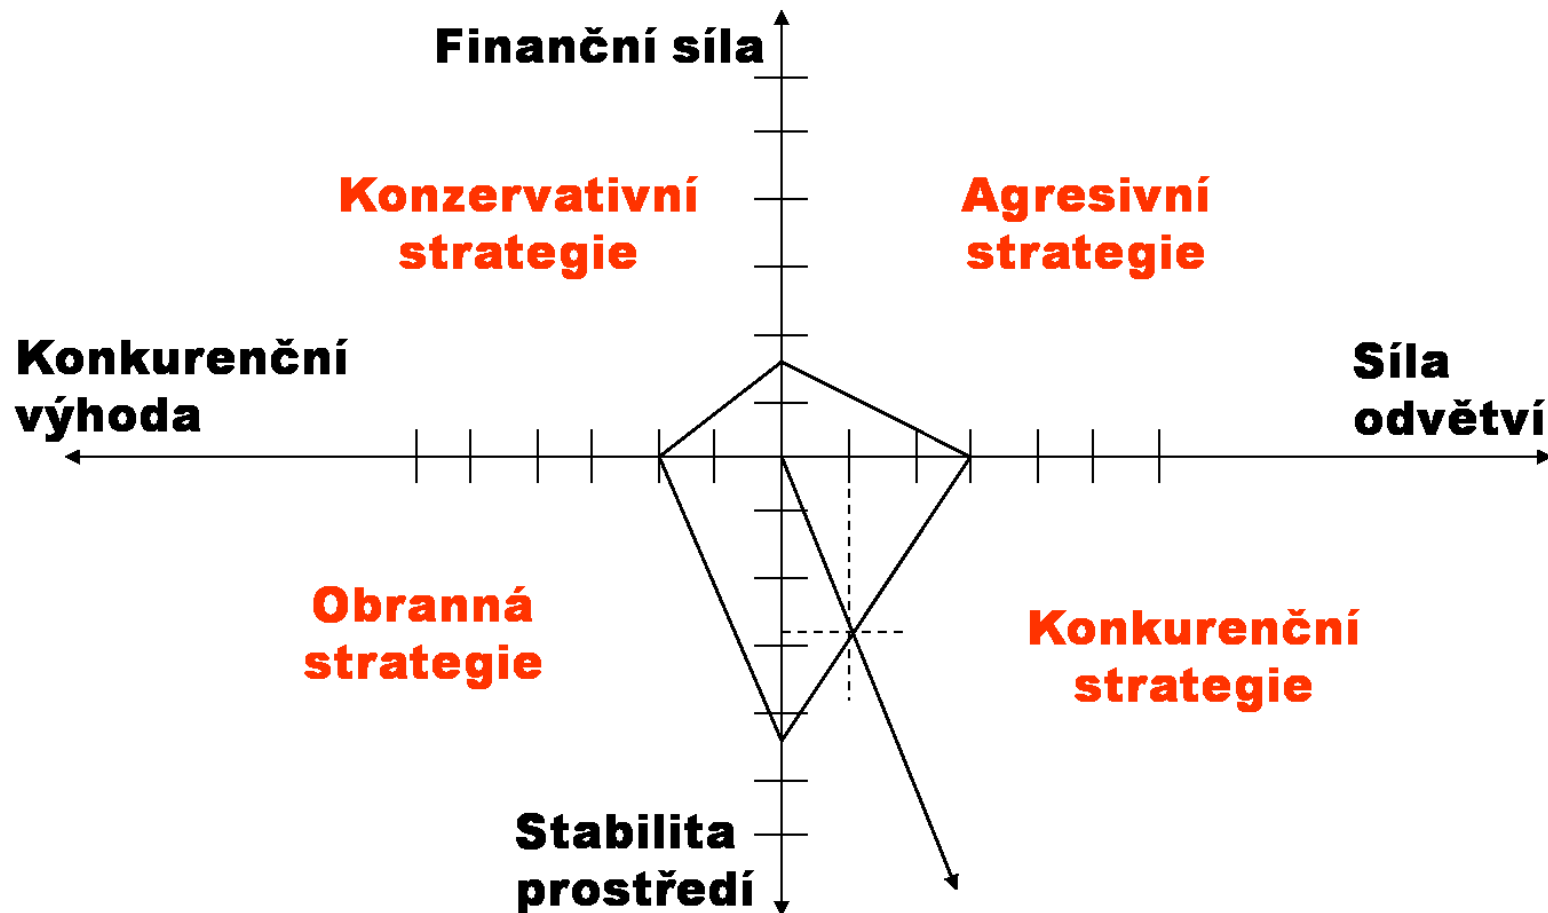 Finanční síla
Konzervativní
strategie
Agresivní
strategie
Konkurenční
výhoda
Síla
odvětví
Obranná
strategie
Konkurenční
strategie
Stabilita
prostředí